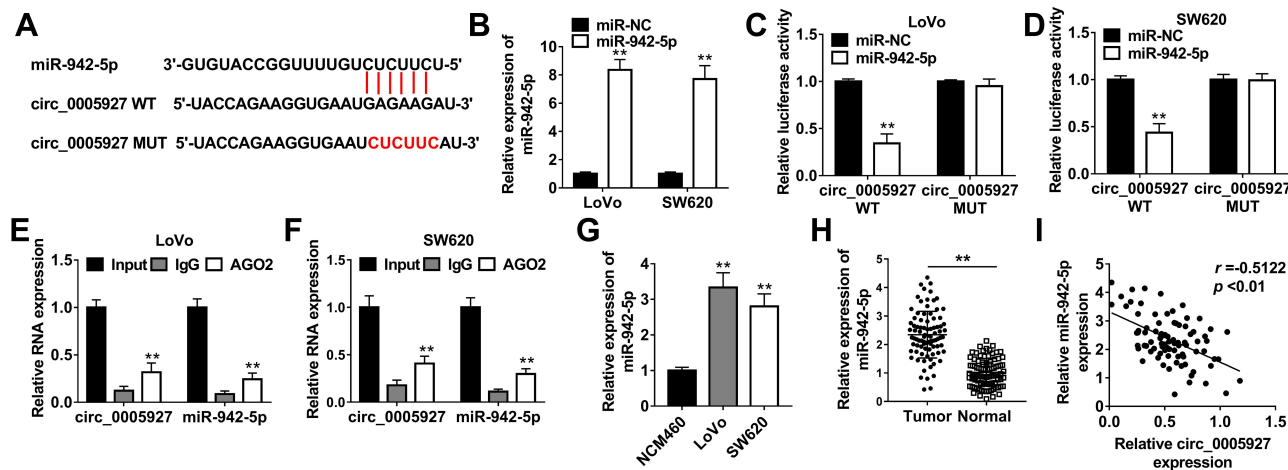 A
miR-942-5p 3'-GUGUACCGGUUUUGUCUCUUCU-5'
circ_0005927 WT 5'-UACCAGAAGGUGAAUGAGAAGAU-3'
circ_0005927 MUT 5'-UACCAGAAGGUGAAUCUCUUCAU-3'
B
miR-NC
miR-942-5p
Relative expression of
miR-942-5p
10
8
6
4
2
0
**
**
LoVo SW620
C
LoVo
miR-NC
miR-942-5p
Relative luciferase activity
1.5
1.0
0.5
0.0
**
circ_0005927 circ_0005927
WT MUT
D
SW620
miR-NC
miR-942-5p
Relative luciferase activity
1.5
1.0
0.5
0.0
**
circ_0005927 circ_0005927
WT MUT
E
LoVo
Input IgG AGO2
Relative RNA expression
1.5
1.0
0.5
0.0
**
**
circ_0005927 miR-942-5p
F
SW620
Input IgG AGO2
Relative RNA expression
1.5
1.0
0.5
0.0
**
**
circ_0005927 miR-942-5p
G
Relative expression of
miR-942-5p
4
3
2
1
0
**
**
NCM460 LoVo SW620
H
Relative expression of
miR-942-5p
5
4
3
2
1
0
**
Tumor Normal
I
Relative miR-942-5p
expression
5
4
3
2
1
0
r =-0.5122
p <0.01
0.0 0.5 1.0 1.5
Relative circ_0005927
expression